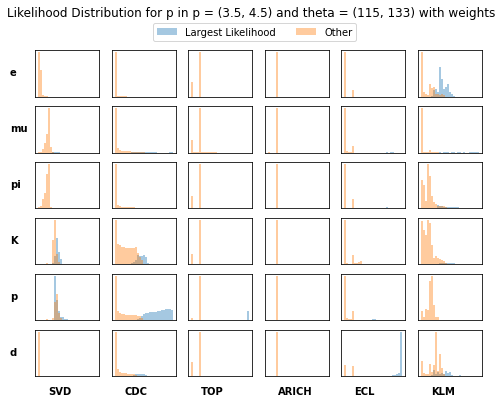 Likelihood Distribution for p in p = (3.5, 4.5) and theta = (115, 133) with weights
Largest Likelihood Other
e
mu
pi
K
p
d
SVD CDC TOP ARICH ECL KLM